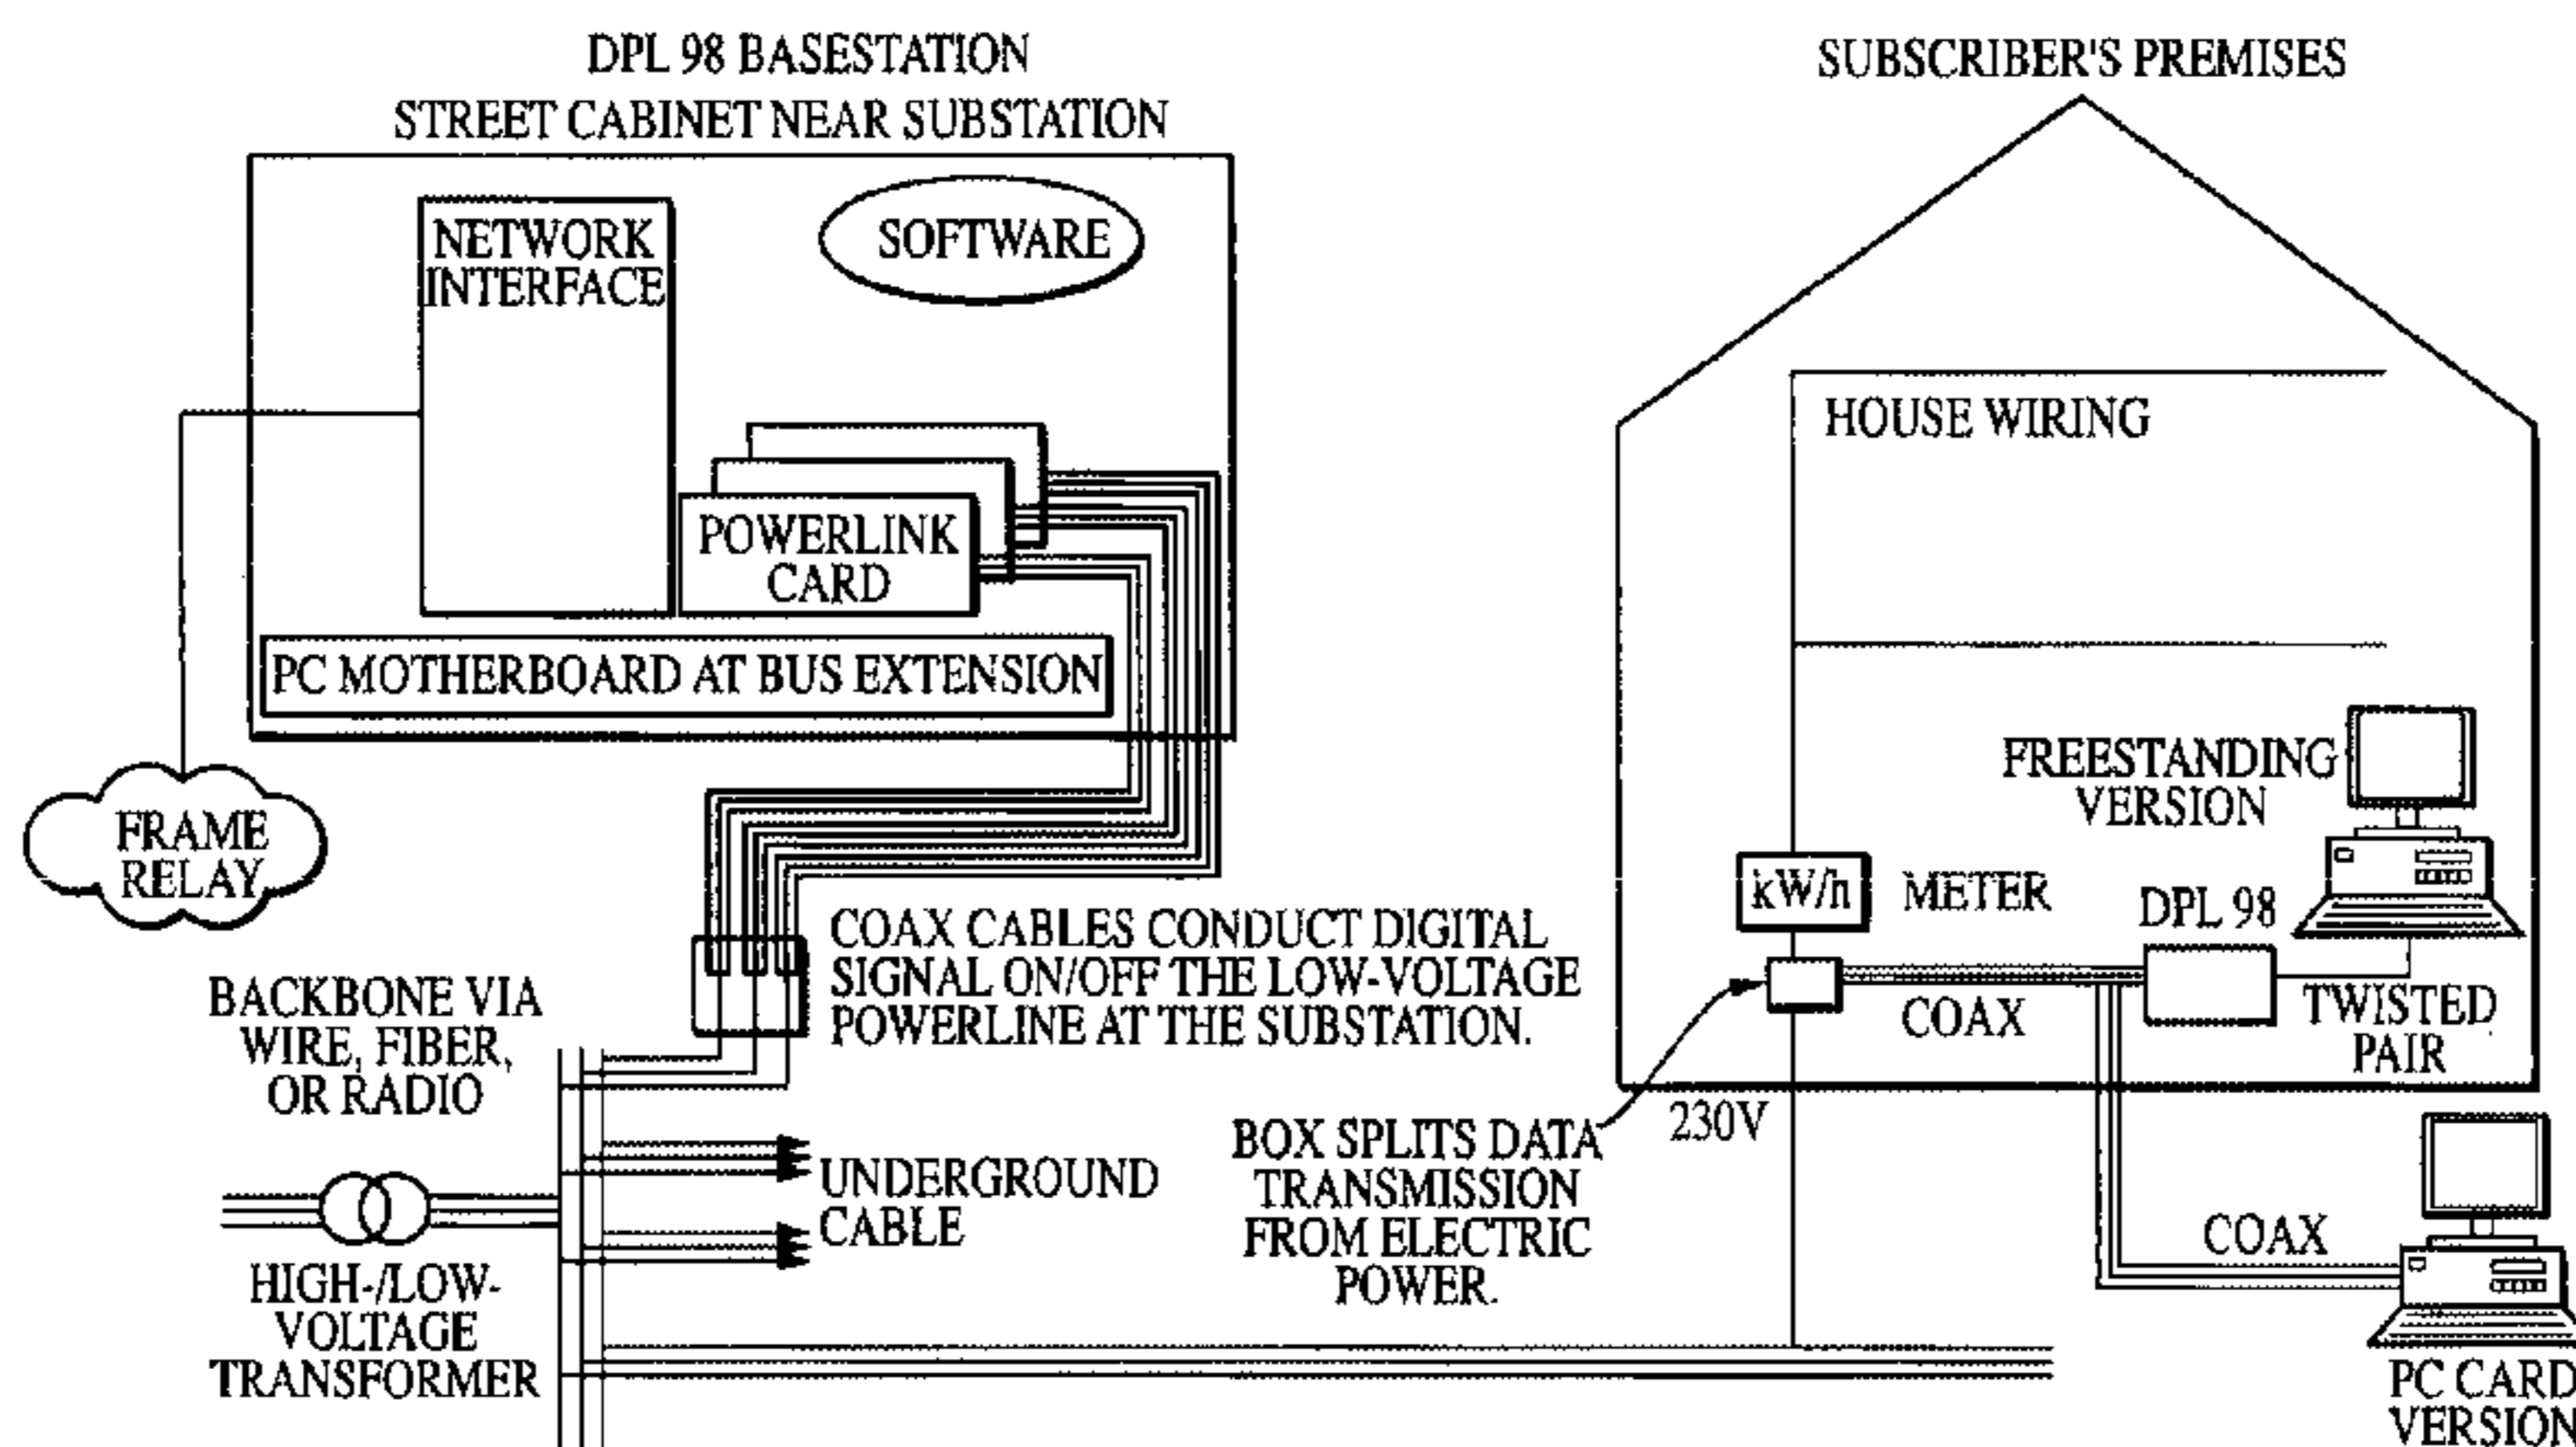 DPL 98 BASESTATION
STREET CABINET NEAR SUBSTATION
SUBSCRIBER'S PREMISES
NETWORK
INTERFACE
SOFTWARE
POWERLINK
CARD
PC MOTHERBOARD AT BUS EXTENSION
FRAME
RELAY
COAX CABLES CONDUCT DIGITAL
SIGNAL ON/OFF THE LOW-VOLTAGE
POWERLINE AT THE SUBSTATION.
BACKBONE VIA
WIRE, FIBER,
OR RADIO
UNDERGROUND
CABLE
HIGH-/LOW-
VOLTAGE
TRANSFORMER
HOUSE WIRING
FREESTANDING
VERSION
kW/h
METER
DPL 98
COAX
TWISTED
PAIR
230V
BOX SPLITS DATA
TRANSMISSION
FROM ELECTRIC
POWER.
COAX
PC CARD
VERSION